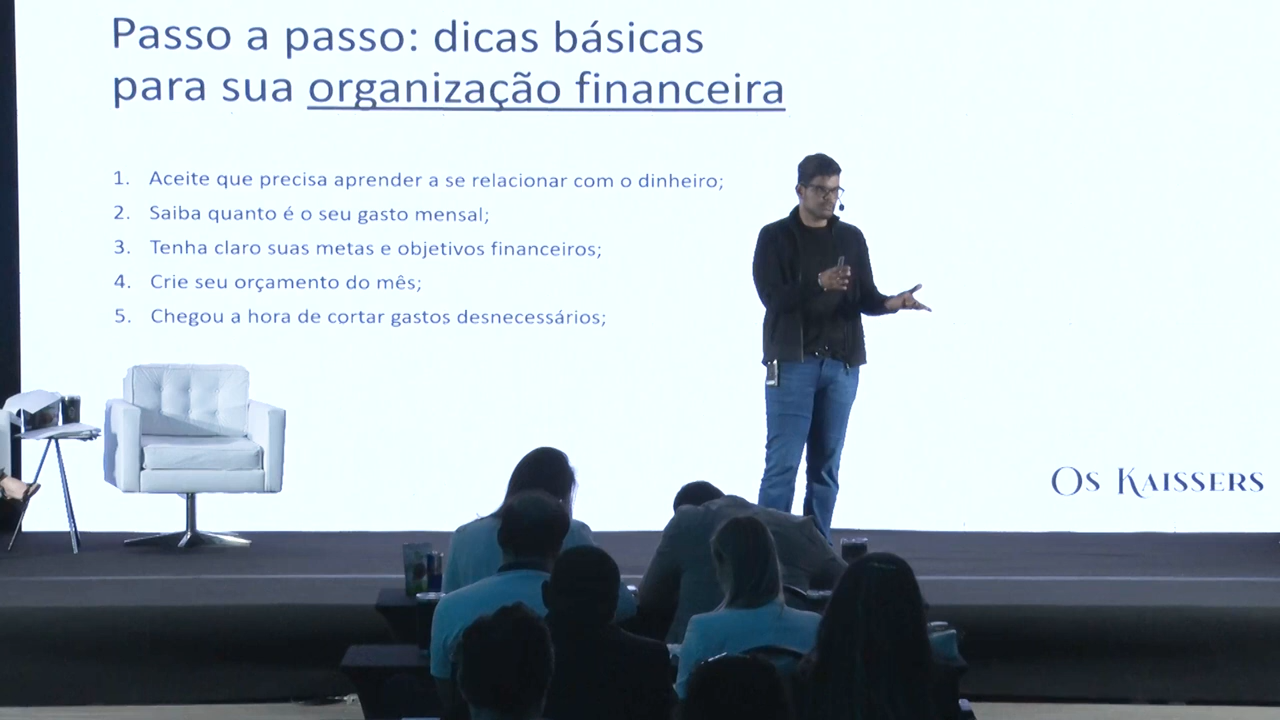 Passo a passo: dicas básicas
para sua organização financeira
1. Aceite que precisa aprender a se relacionar com o dinheiro;
2. Saiba quanto é o seu gasto mensal;
3. Tenha claro suas metas e objetivos financeiros;
4. Crie seu orçamento do mês;
5. Chegou a hora de cortar gastos desnecessários;
OS KAISSERS